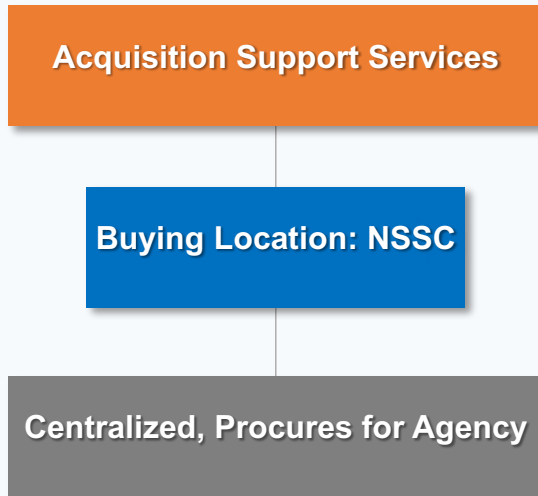 Acquisition Support Services
Buying Location: NSSC
Centralized, Procures for Agency